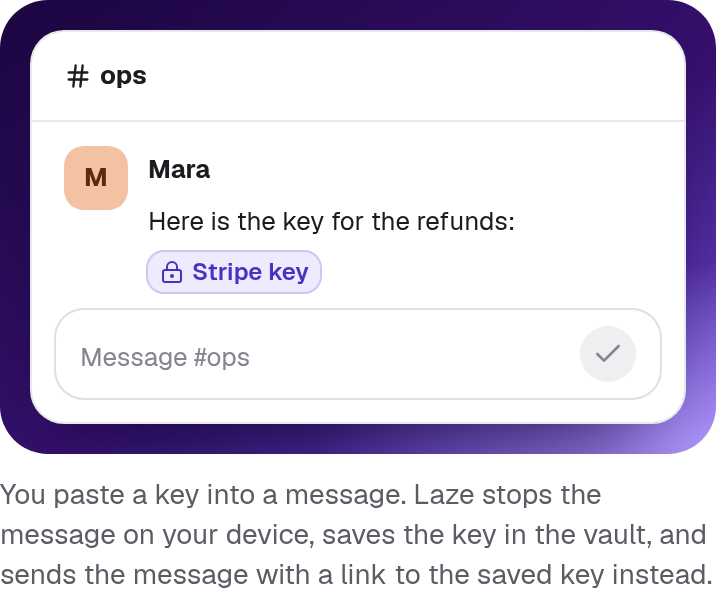 # ops
M
Mara
Here is the key for the refunds:
Stripe key
Message #ops
You paste a key into a message. Laze stops the
message on your device, saves the key in the vault, and
sends the message with a link to the saved key instead.